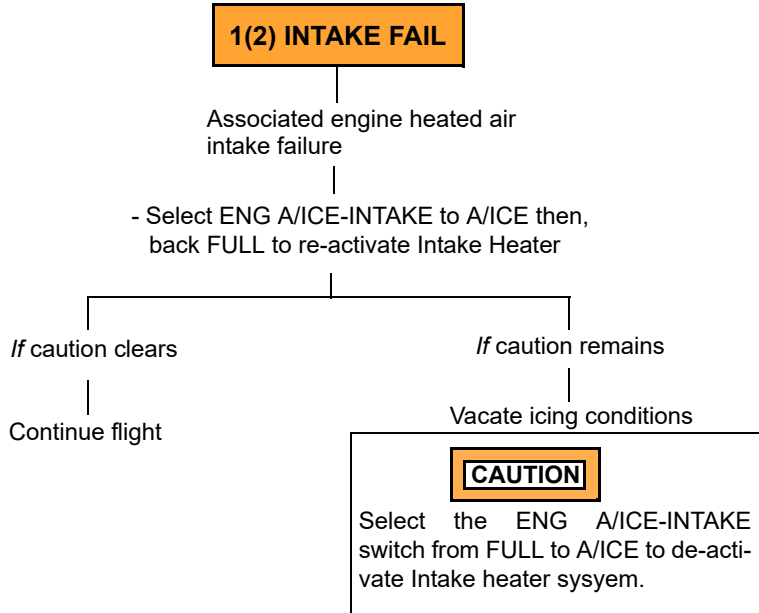 1(2) INTAKE FAIL
Associated engine heated air
intake failure
- Select ENG A/ICE-INTAKE to A/ICE then,
back FULL to re-activate Intake Heater
If caution clears
Continue flight
If caution remains
Vacate icing conditions
CAUTION
Select the ENG A/ICE-INTAKE
switch from FULL to A/ICE to de-acti-
vate Intake heater sysyem.